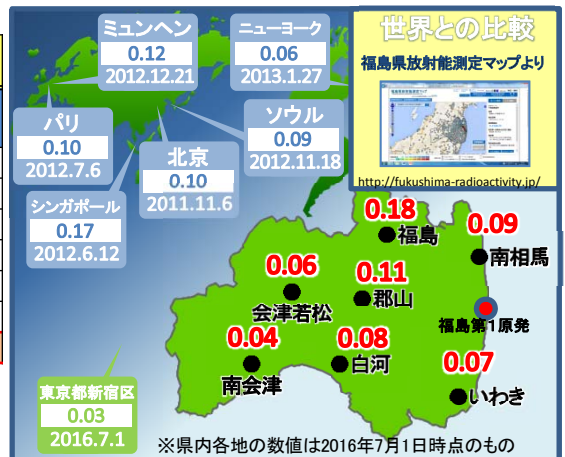 世界との比較
福島県放射能測定マップより
http://fukushima-radioactivity.jp/
ミュンヘン
0.12
2012.12.21
ニューヨーク
0.06
2013.1.27
パリ
0.10
2012.7.6
北京
0.10
2011.11.6
ソウル
0.09
2012.11.18
シンガポール
0.17
2012.6.12
東京都新宿区
0.03
2016.7.1
0.18
福島
0.09
南相馬
0.06
会津若松
0.11
郡山
福島第1原発
0.04
南会津
0.08
白河
0.07
いわき
※県内各地の数値は2016年7月1日時点のもの